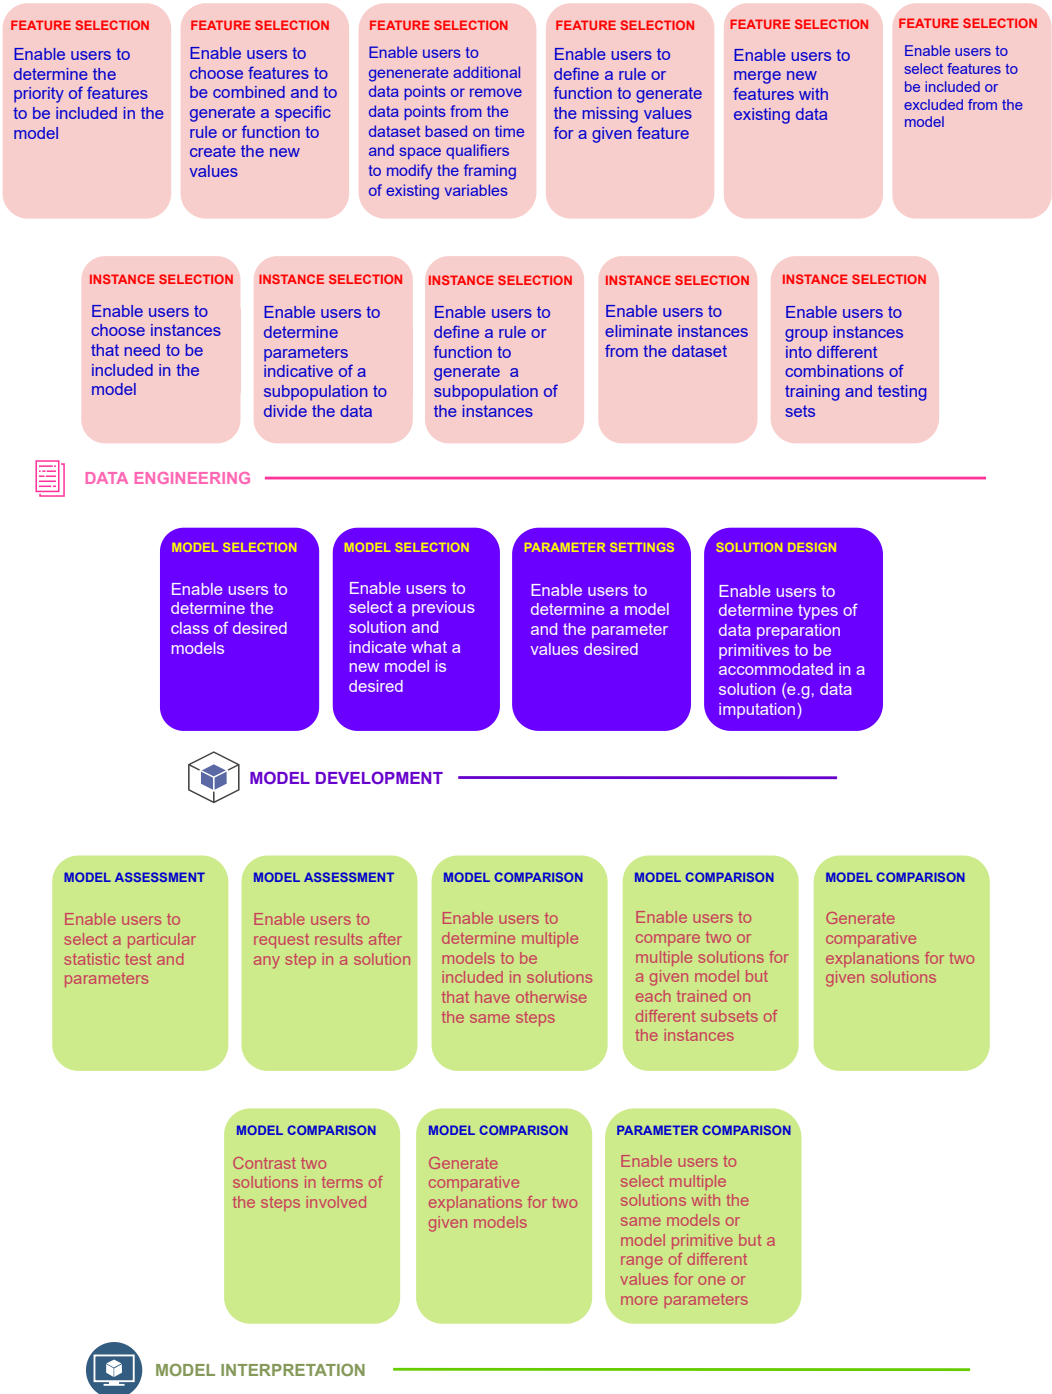 FEATURE SELECTION
Enable users to
determine the
priority of features
to be included in the
model
FEATURE SELECTION
Enable users to
choose features to
be combined and to
generate a specific
rule or function to
create the new
values
FEATURE SELECTION
Enable users to
genenerate additional
data points or remove
data points from the
dataset based on time
and space qualifiers
to modify the framing
of existing variables
FEATURE SELECTION
Enable users to
define a rule or
function to generate
the missing values
for a given feature
FEATURE SELECTION
Enable users to
merge new
features with
existing data
FEATURE SELECTION
Enable users to
select features to
be included or
excluded from the
model
INSTANCE SELECTION
Enable users to
choose instances
that need to be
included in the
model
INSTANCE SELECTION
Enable users to
determine
parameters
indicative of a
subpopulation to
divide the data
INSTANCE SELECTION
Enable users to
define a rule or
function to
generate a
subpopulation of
the instances
INSTANCE SELECTION
Enable users to
eliminate instances
from the dataset
INSTANCE SELECTION
Enable users to
group instances
into different
combinations of
training and testing
sets
DATA ENGINEERING
MODEL SELECTION
Enable users to
determine the
class of desired
models
MODEL SELECTION
Enable users to
select a previous
solution and
indicate what a
new model is
desired
PARAMETER SETTINGS
Enable users to
determine a model
and the parameter
values desired
SOLUTION DESIGN
Enable users to
determine types of
data preparation
primitives to be
accommodated in a
solution (e.g, data
imputation)
MODEL DEVELOPMENT
MODEL ASSESSMENT
Enable users to
select a particular
statistic test and
parameters
MODEL ASSESSMENT
Enable users to
request results after
any step in a solution
MODEL COMPARISON
Enable users to
determine multiple
models to be
included in solutions
that have otherwise
the same steps
MODEL COMPARISON
Enable users to
compare two or
multiple solutions for
a given model but
each trained on
different subsets of
the instances
MODEL COMPARISON
Generate
comparative
explanations for two
given solutions
MODEL COMPARISON
Contrast two
solutions in terms of
the steps involved
MODEL COMPARISON
Generate
comparative
explanations for two
given models
PARAMETER COMPARISON
Enable users to
select multiple
solutions with the
same models or
model primitive but a
range of different
values for one or
more parameters
MODEL INTERPRETATION